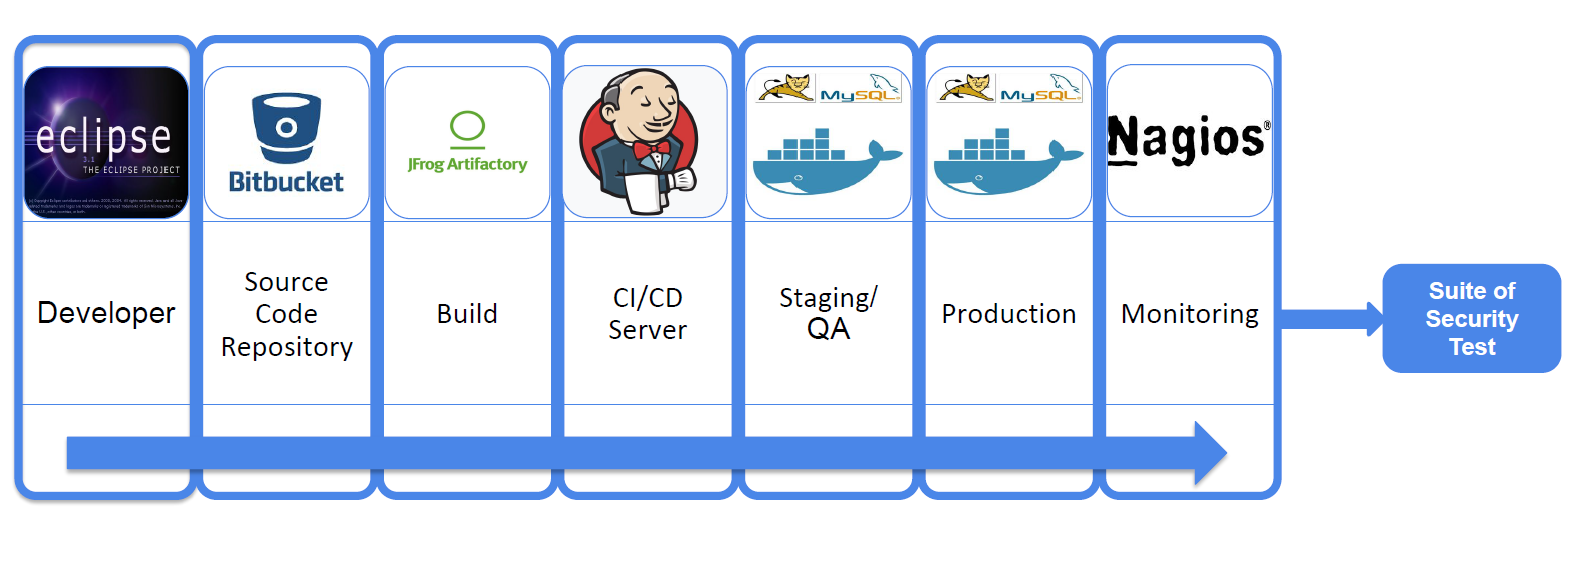 eclipse
3.1
THE ECLIPSE PROJECT
Bitbucket
JFrog Artifactory
MySQL®
MySQL®
Nagios®
Developer
Source
Code
Repository
Build
CI/CD
Server
Staging/
QA
Production
Monitoring
Suite of
Security
Test